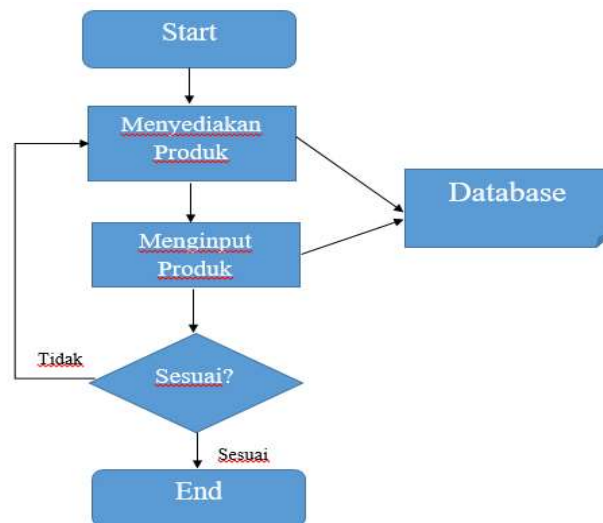 Start
Menyediakan
Produk
Database
Menginput
Produk
Tidak
Sesuai?
Sesuai
End